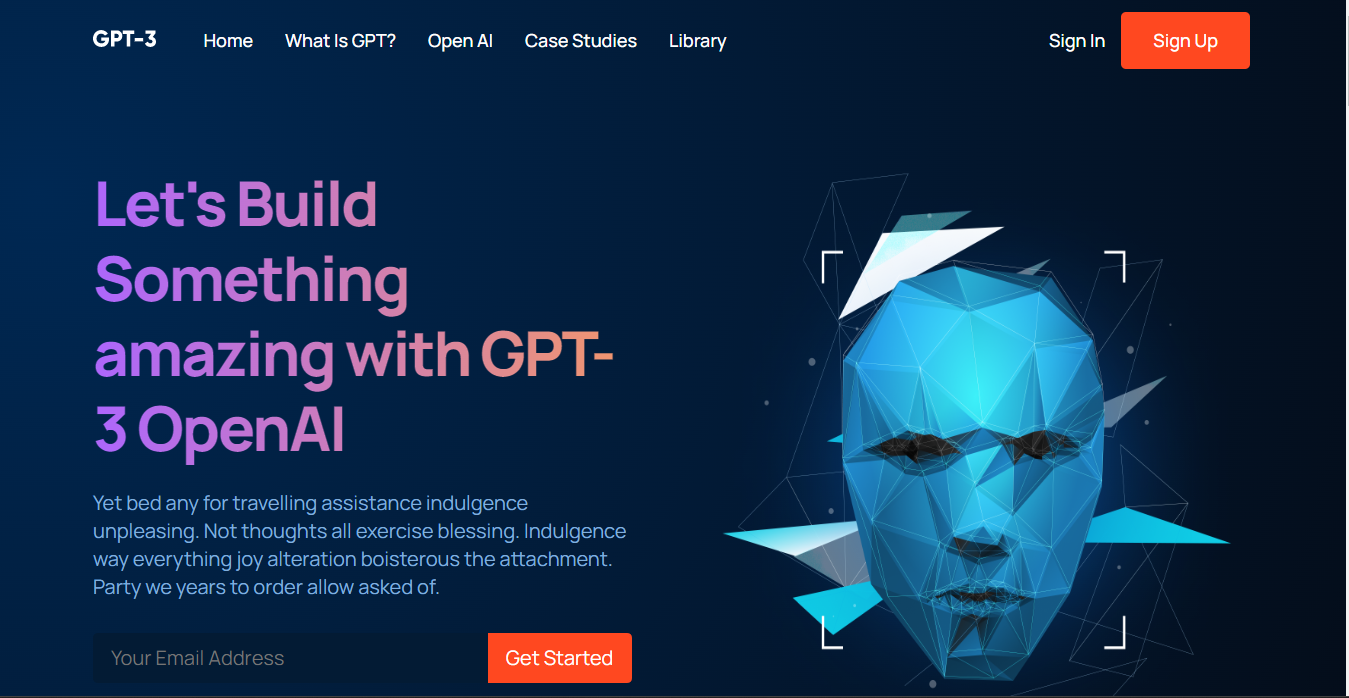 GPT-3
Home
What Is GPT?
Open AI
Case Studies
Library
Sign In
Sign Up
Let's Build
Something
amazing with GPT-
3 OpenAI
Yet bed any for travelling assistance indulgence
unpleasing. Not thoughts all exercise blessing. Indulgence
way everything joy alteration boisterous the attachment.
Party we years to order allow asked of.
Your Email Address
Get Started